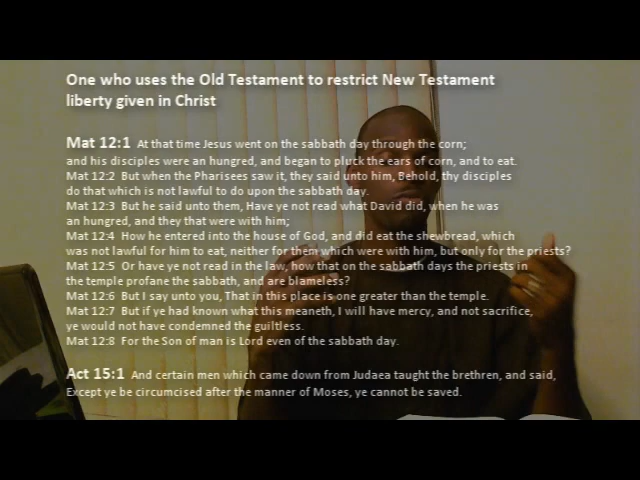 One who uses the Old Testament to restrict New Testament
liberty given in Christ
Mat 12:1 At that time Jesus went on the sabbath day through the corn;
and his disciples were an hungred, and began to pluck the ears of corn, and to eat.
Mat 12:2 But when the Pharisees saw it, they said unto him, Behold, thy disciples
do that which is not lawful to do upon the sabbath day.
Mat 12:3 But he said unto them, Have ye not read what David did, when he was
an hungred, and they that were with him;
Mat 12:4 How he entered into the house of God, and did eat the shewbread, which
was not lawful for him to eat, neither for them which were with him, but only for the priests?
Mat 12:5 Or have ye not read in the law, how that on the sabbath days the priests in
the temple profane the sabbath, and are blameless?
Mat 12:6 But I say unto you, That in this place is one greater than the temple.
Mat 12:7 But if ye had known what this meaneth, I will have mercy, and not sacrifice,
ye would not have condemned the guiltless.
Mat 12:8 For the Son of man is Lord even of the sabbath day.
Act 15:1 And certain men which came down from Judaea taught the brethren, and said,
Except ye be circumcised after the manner of Moses, ye cannot be saved.